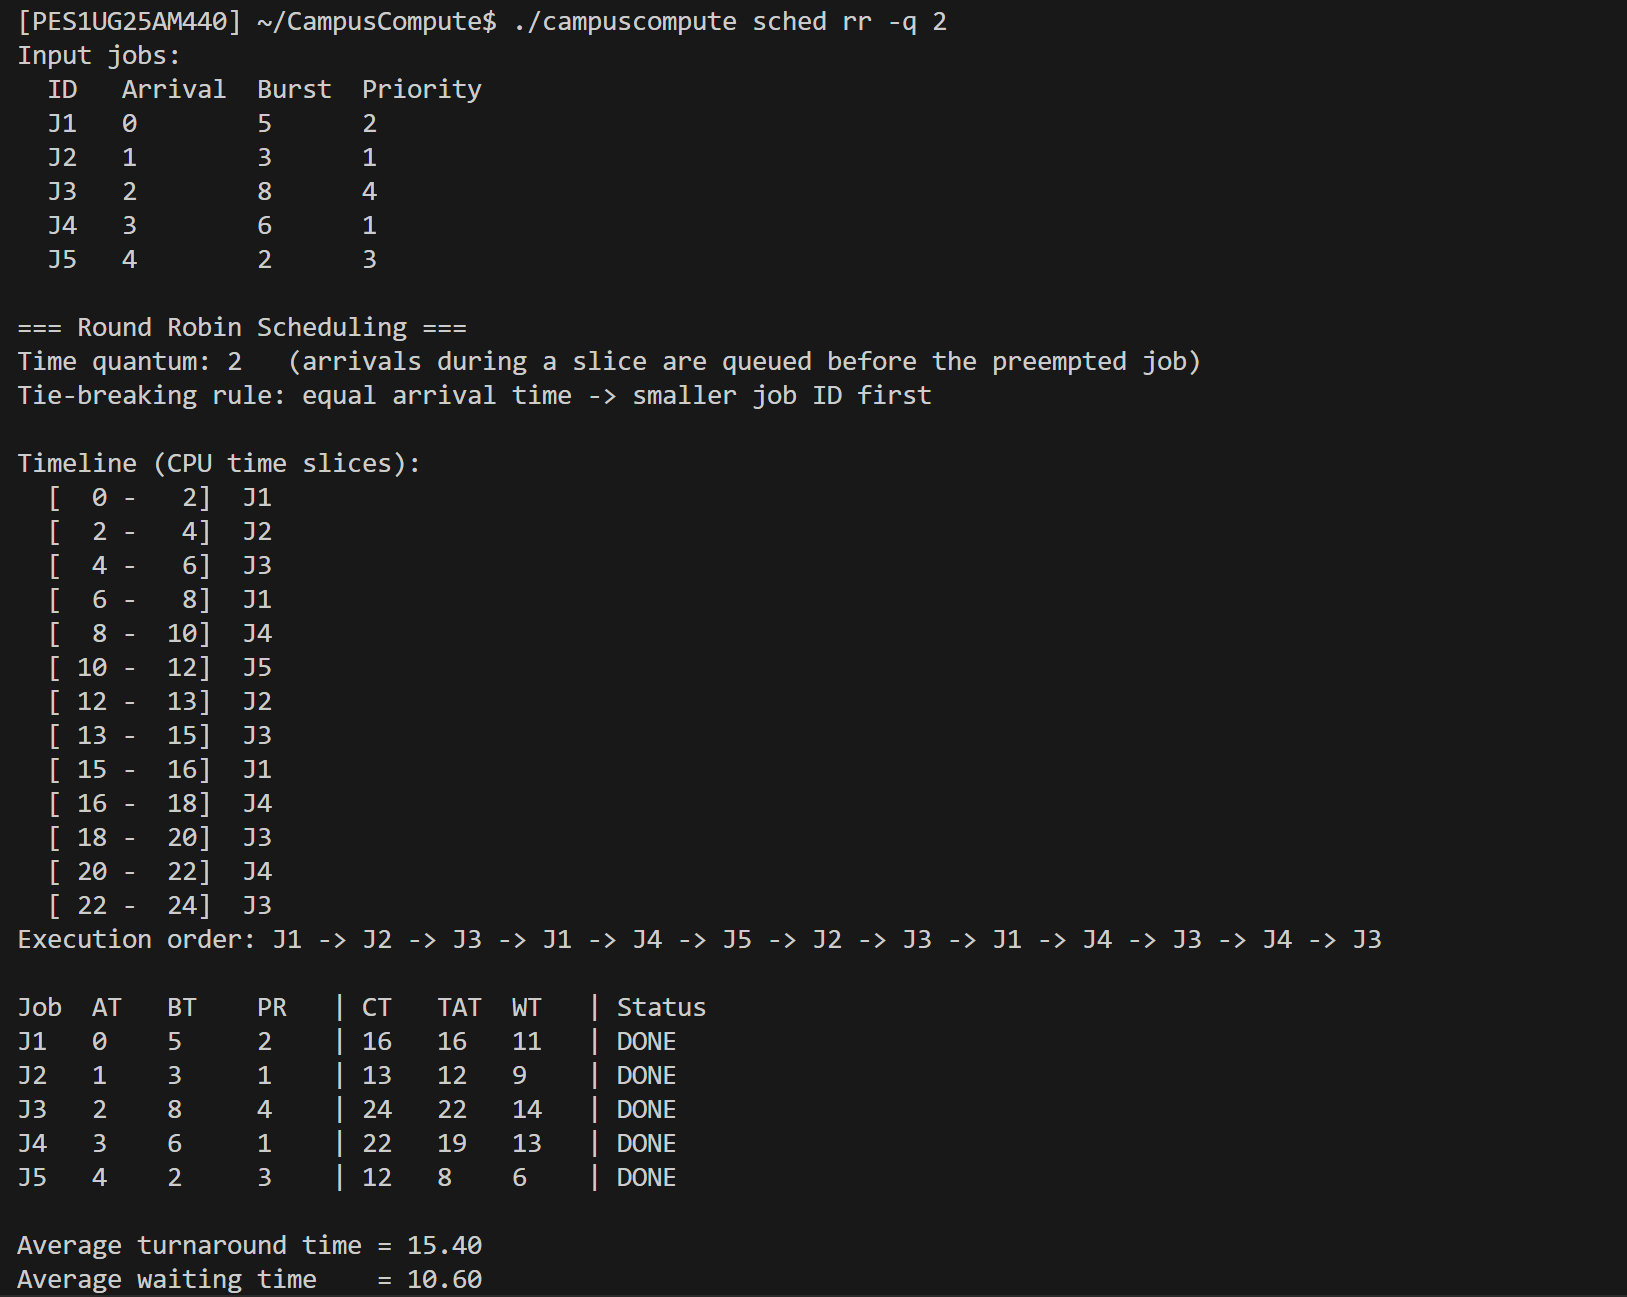 [PES1UG25AM440] ~/CampusCompute$ ./campuscompute sched rr -q 2
Input jobs:
  ID   Arrival  Burst  Priority
  J1   0        5      2
  J2   1        3      1
  J3   2        8      4
  J4   3        6      1
  J5   4        2      3

=== Round Robin Scheduling ===
Time quantum: 2   (arrivals during a slice are queued before the preempted job)
Tie-breaking rule: equal arrival time -> smaller job ID first

Timeline (CPU time slices):
  [  0 -   2]  J1
  [  2 -   4]  J2
  [  4 -   6]  J3
  [  6 -   8]  J1
  [  8 -  10]  J4
  [ 10 -  12]  J5
  [ 12 -  13]  J2
  [ 13 -  15]  J3
  [ 15 -  16]  J1
  [ 16 -  18]  J4
  [ 18 -  20]  J3
  [ 20 -  22]  J4
  [ 22 -  24]  J3
Execution order: J1 -> J2 -> J3 -> J1 -> J4 -> J5 -> J2 -> J3 -> J1 -> J4 -> J3 -> J4 -> J3

Job  AT   BT    PR   | CT   TAT  WT   | Status
J1   0    5     2    | 16   16   11   | DONE
J2   1    3     1    | 13   12   9    | DONE
J3   2    8     4    | 24   22   14   | DONE
J4   3    6     1    | 22   19   13   | DONE
J5   4    2     3    | 12   8    6    | DONE

Average turnaround time = 15.40
Average waiting time    = 10.60